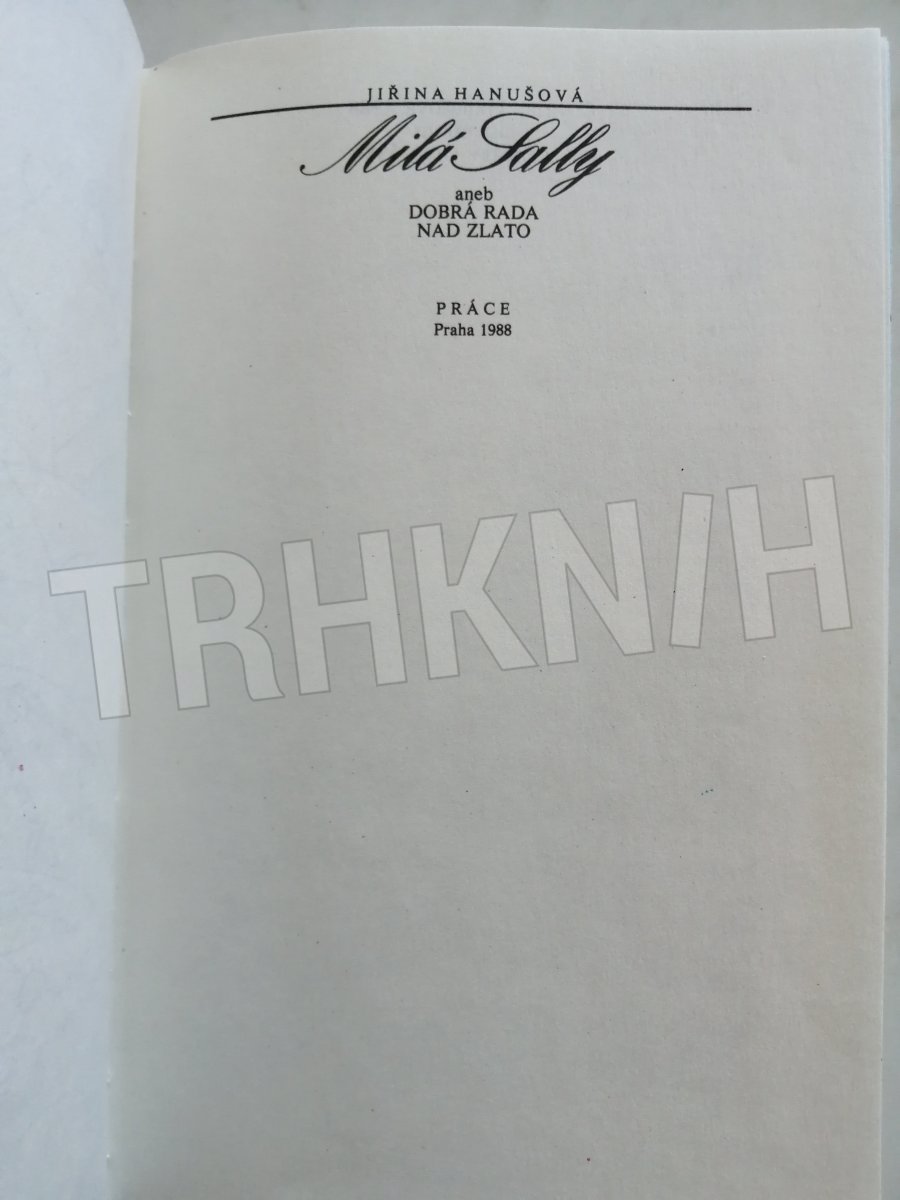 JIŘINA HANUŠOVÁ
Milá Sally
aneb
DOBRÁ RADA
NAD ZLATO
PRÁCE
Praha 1988
TRHKNIH